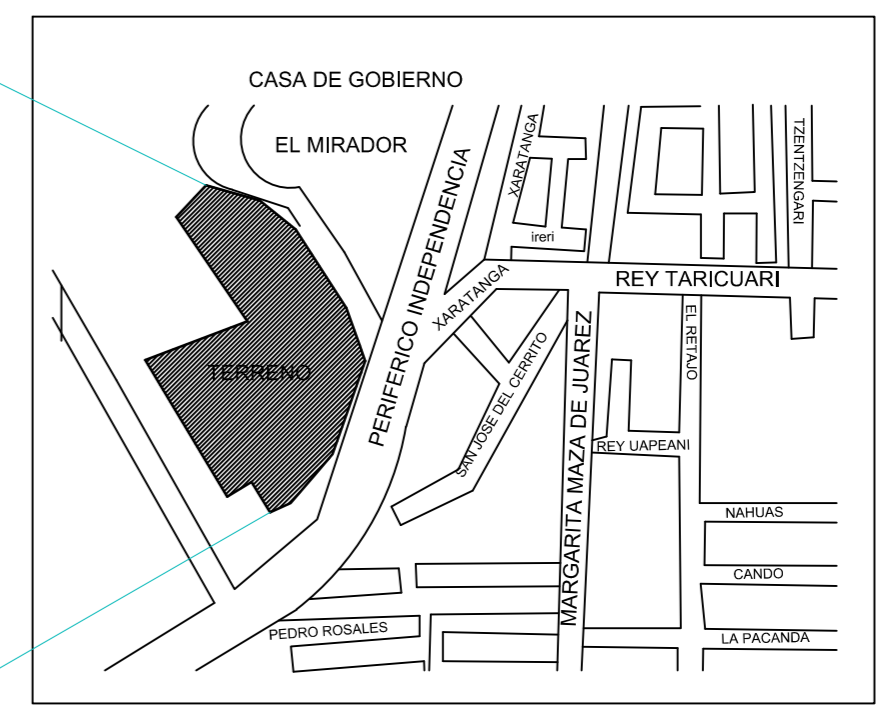 CASA DE GOBIERNO
EL MIRADOR
XARATANGA
TZENTZENGARI
PERIFERICO INDEPENDENCIA
ireri
XARATANGA
REY TARICUARI
EL RETAJO
TERRENO
SAN JOSE DEL CERRITO
MARGARITA MAZA DE JUAREZ
REY UAPEANI
NAHUAS
CANDO
PEDRO ROSALES
LA PACANDA